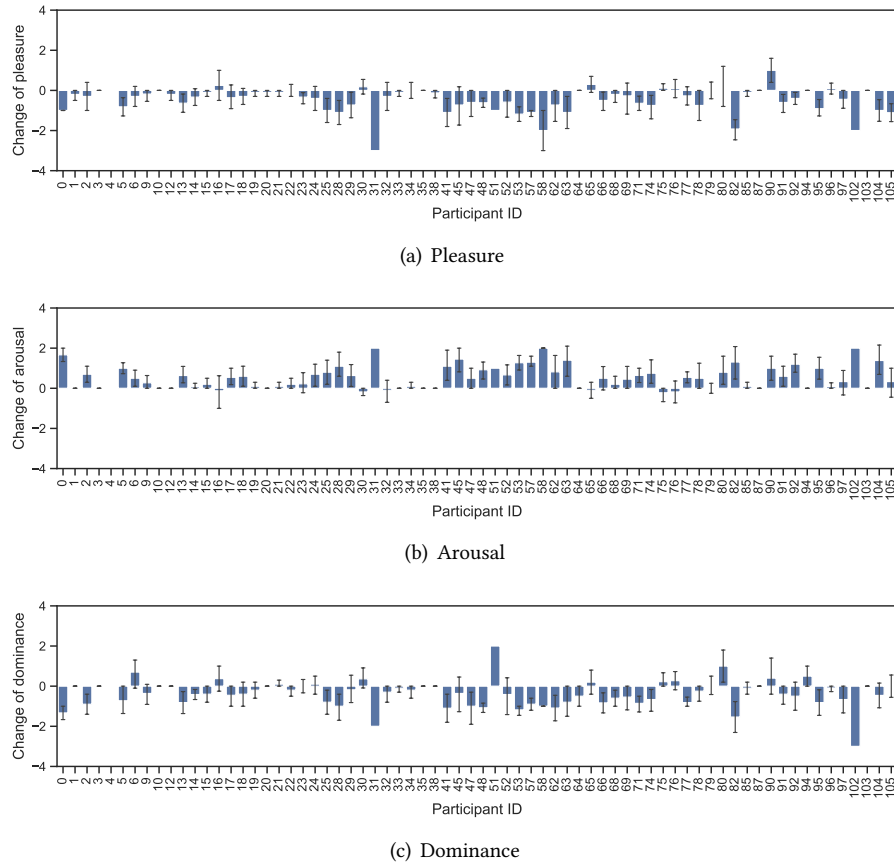 4
2
0
−2
−4
Change of pleasure
0 1 2 3 4 5 6 9 10 12 13 14 15 16 17 18 19 20 21 22 23 24 25 28 29 30 31 32 33 34 35 38 41 45 47 48 51 52 53 57 58 62 63 64 65 66 68 69 71 74 75 76 77 78 79 80 82 85 87 90 91 92 94 95 96 97 102 103 104 105
Participant ID
(a) Pleasure
4
2
0
−2
−4
Change of arousal
0 1 2 3 4 5 6 9 10 12 13 14 15 16 17 18 19 20 21 22 23 24 25 28 29 30 31 32 33 34 35 38 41 45 47 48 51 52 53 57 58 62 63 64 65 66 68 69 71 74 75 76 77 78 79 80 82 85 87 90 91 92 94 95 96 97 102 103 104 105
Participant ID
(b) Arousal
4
2
0
−2
−4
Change of dominance
0 1 2 3 4 5 6 9 10 12 13 14 15 16 17 18 19 20 21 22 23 24 25 28 29 30 31 32 33 34 35 38 41 45 47 48 51 52 53 57 58 62 63 64 65 66 68 69 71 74 75 76 77 78 79 80 82 85 87 90 91 92 94 95 96 97 102 103 104 105
Participant ID
(c) Dominance